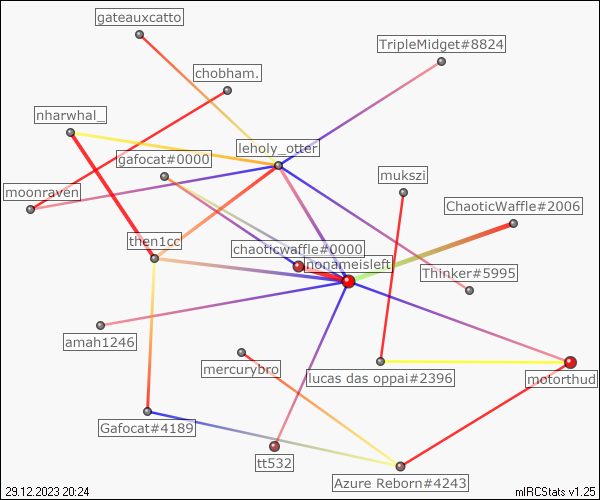 gateauxcatto
TripleMidget#8824
chobham.
nharwhal_
leholy_otter
gafocat#0000
mukszi
moonraven
ChaoticWaffle#2006
then1cc
chaoticwaffle#0000
nonameisleft
Thinker#5995
amah1246
mercurybro
lucas das oppai#2396
motorthud
Gafocat#4189
tt532
Azure Reborn#4243
29.12.2023 20:24
mIRCStats v1.25